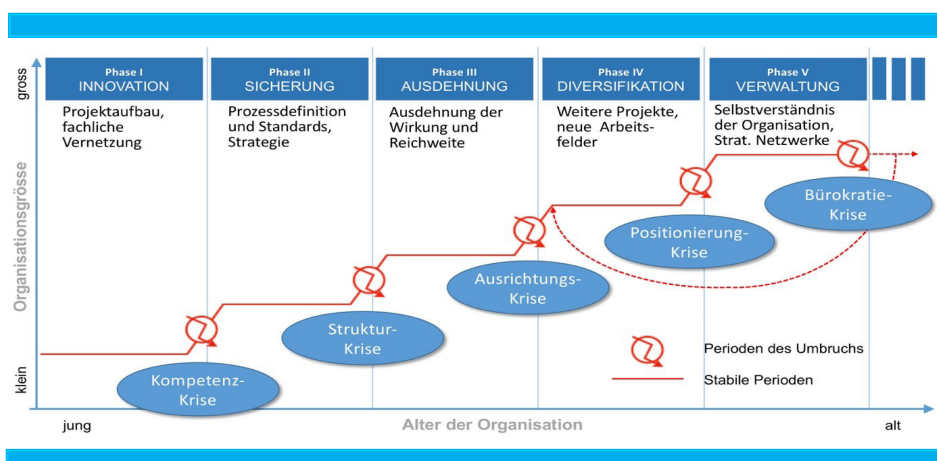 Phase I
INNOVATION
Phase II
SICHERUNG
Phase III
AUSDEHNUNG
Phase IV
DIVERSIFIKATION
Phase V
VERWALTUNG
Projektaufbau,
fachliche
Vernetzung
Prozessdefinition
und Standards,
Strategie
Ausdehnung der
Wirkung und
Reichweite
Weitere Projekte,
neue Arbeits-
felder
Selbstverständnis
der Organisation,
Strat. Netzwerke
gross
Organisationsgrösse
klein
Kompetenz-
Krise
Struktur-
Krise
Ausrichtungs-
Krise
Positionierung-
Krise
Bürokratie-
Krise
Perioden des Umbruchs
Stabile Perioden
jung
Alter der Organisation
alt